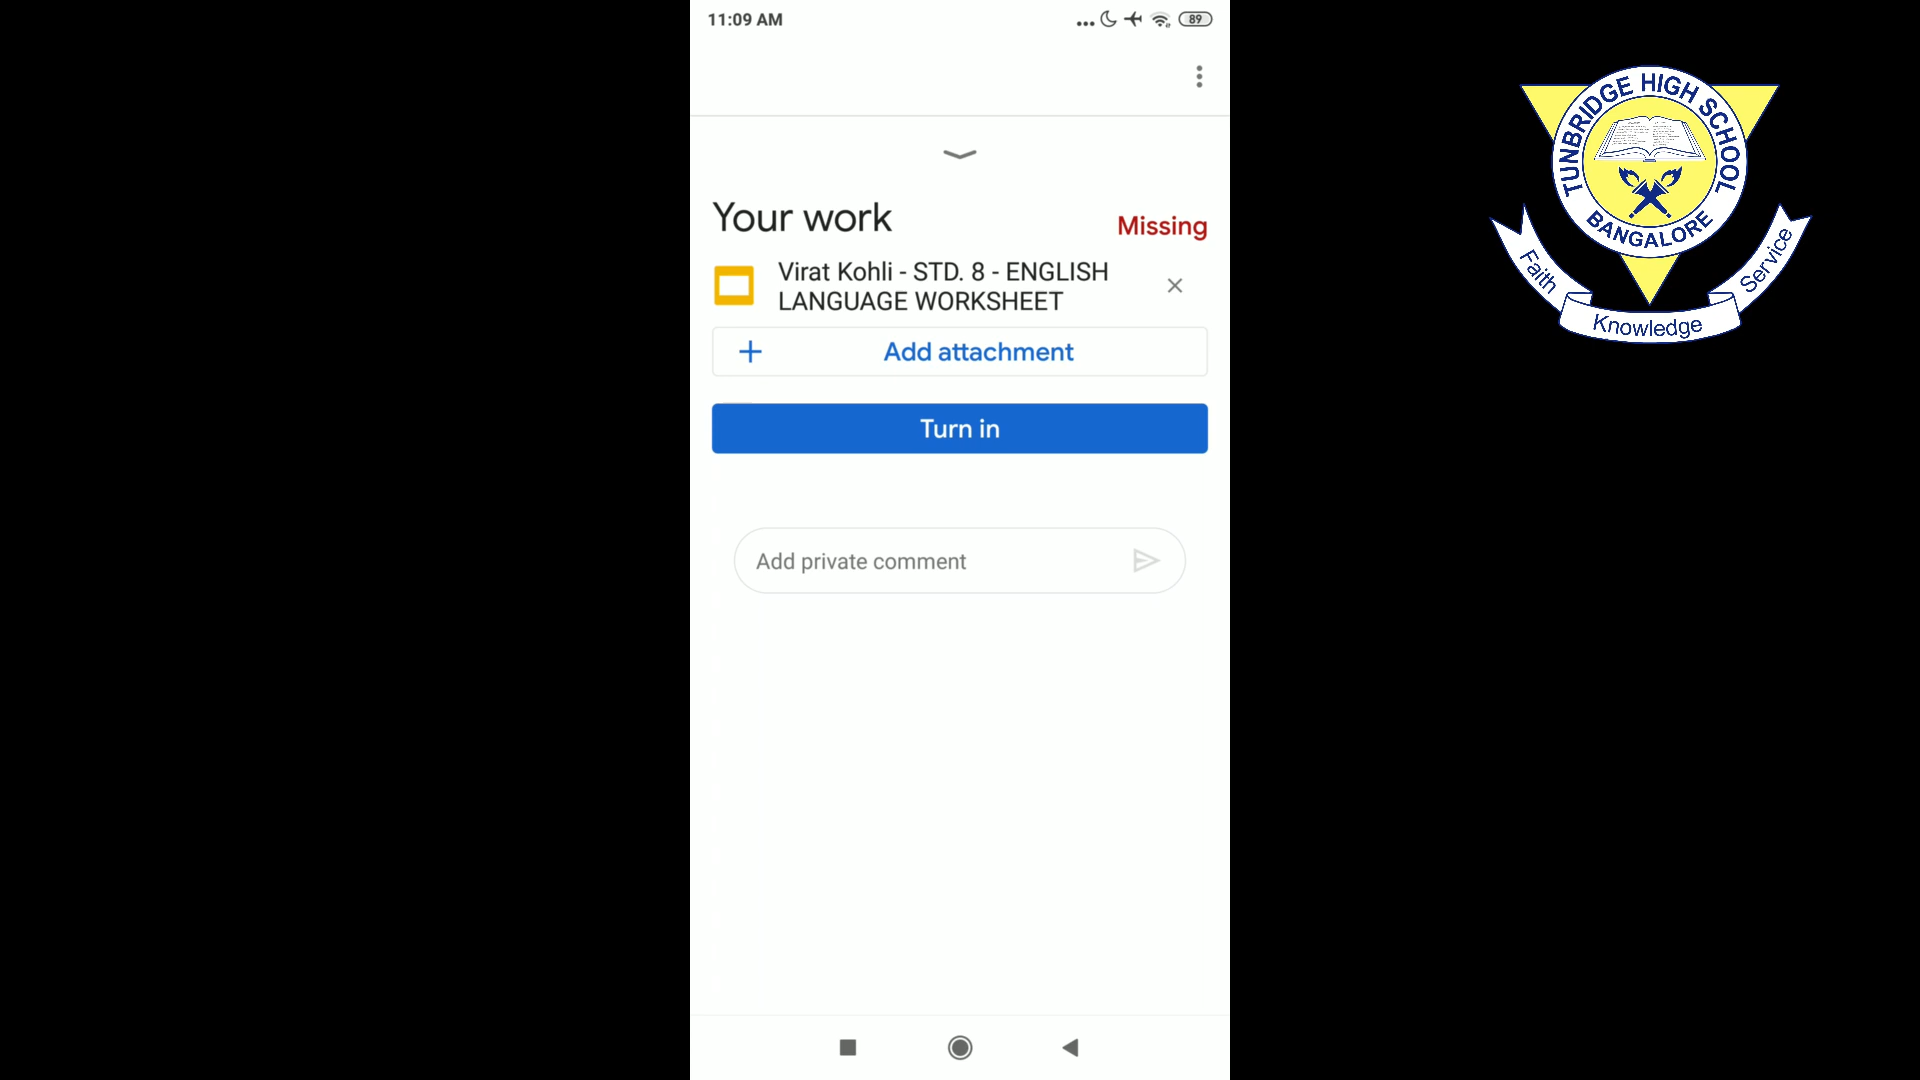 11:09 AM
89
Your work
Missing
Virat Kohli - STD. 8 - ENGLISH
LANGUAGE WORKSHEET
Add attachment
Turn in
Add private comment
TUNBRIDGE HIGH SCHOOL
BANGALORE
Faith
Knowledge
Service